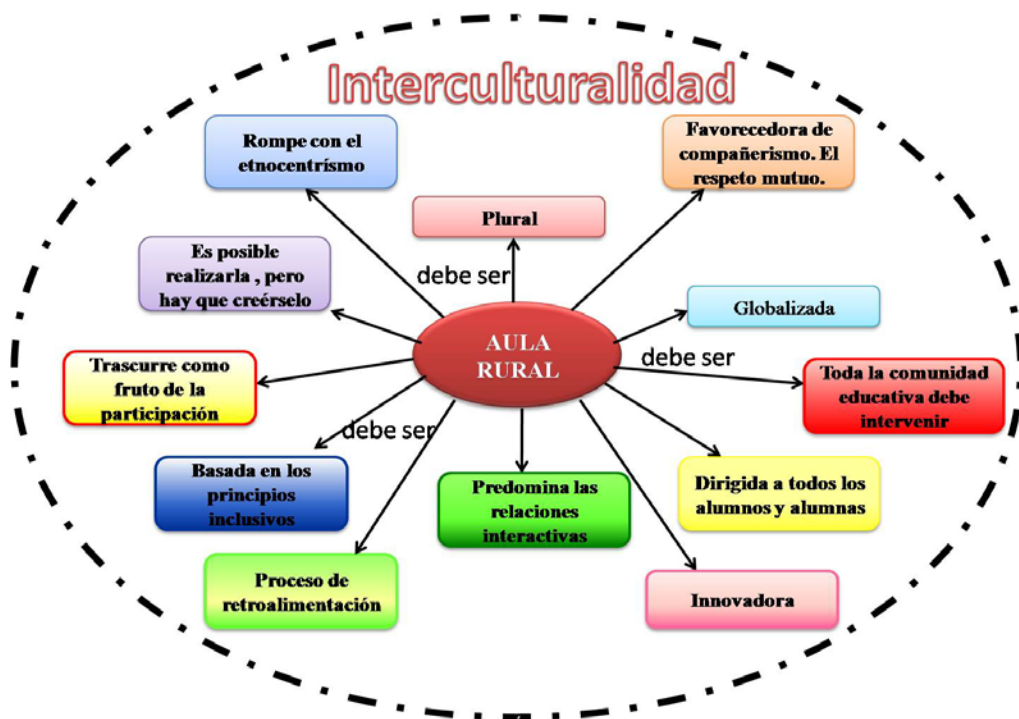 Interculturalidad
Rompe con el
etnocentrísmo
Favorecedora de
compañerismo. El
respeto mutuo.
Plural
debe ser
Es posible
realizarla , pero
hay que creérselo
Globalizada
AULA
RURAL
debe ser
Trascurre como
fruto de la
participación
Toda la comunidad
educativa debe
intervenir
debe ser
Basada en los
principios
inclusivos
Predomina las
relaciones
interactivas
Dirigida a todos los
alumnos y alumnas
Proceso de
retroalimentación
Innovadora